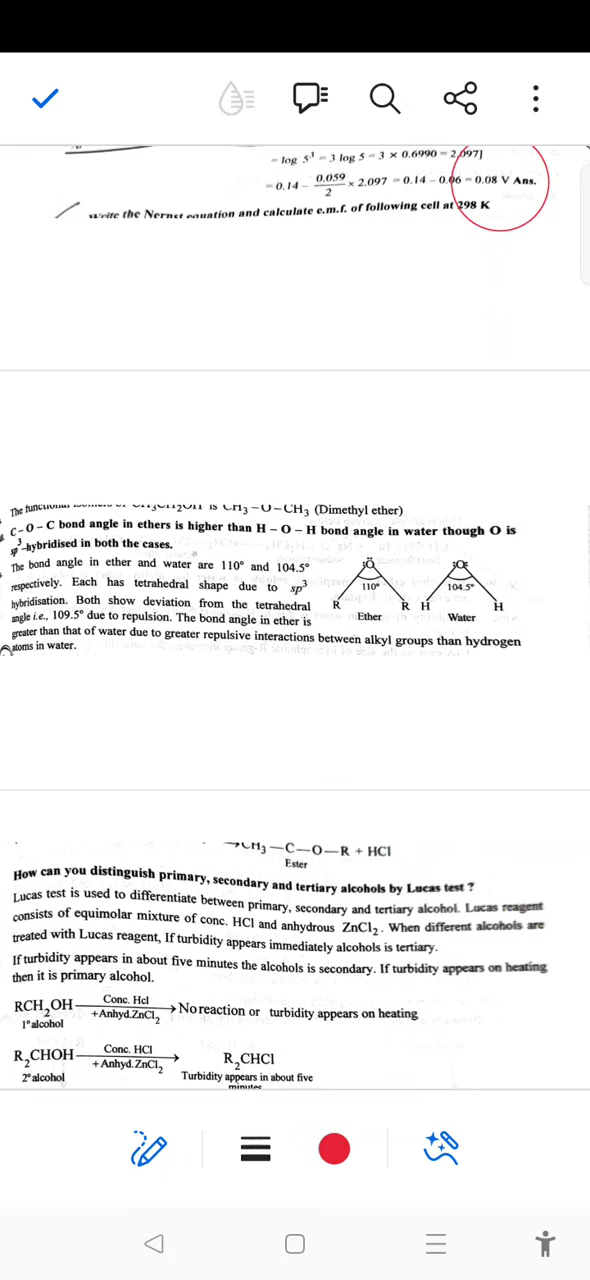 = log 5³ = 3 log 5 = 3 × 0.6990 = 2.097]
= 0.14 - 0.059/2 × 2.097 = 0.14 - 0.06 = 0.08 V Ans.
Write the Nernst equation and calculate e.m.f. of following cell at 298 K
The functional is CH₃-O-CH₃ (Dimethyl ether)
C-O-C bond angle in ethers is higher than H-O-H bond angle in water though O is
sp³-hybridised in both the cases.
The bond angle in ether and water are 110° and 104.5°
respectively. Each has tetrahedral shape due to sp³
hybridisation. Both show deviation from the tetrahedral
angle i.e., 109.5° due to repulsion. The bond angle in ether is
greater than that of water due to greater repulsive interactions between alkyl groups than hydrogen
atoms in water.
Ö
110°
R R
Ether
:O:
104.5°
H H
Water
→CH₃-C-O-R + HCl
Ester
How can you distinguish primary, secondary and tertiary alcohols by Lucas test ?
Lucas test is used to differentiate between primary, secondary and tertiary alcohol. Lucas reagent
consists of equimolar mixture of conc. HCl and anhydrous ZnCl₂. When different alcohols are
treated with Lucas reagent, If turbidity appears immediately alcohols is tertiary.
If turbidity appears in about five minutes the alcohols is secondary. If turbidity appears on heating
then it is primary alcohol.
RCH₂OH Conc. Hcl +Anhyd.ZnCl₂ → No reaction or turbidity appears on heating
1° alcohol
R₂CHOH Conc. HCl +Anhyd.ZnCl₂ → R₂CHCl
2° alcohol Turbidity appears in about five
minutes